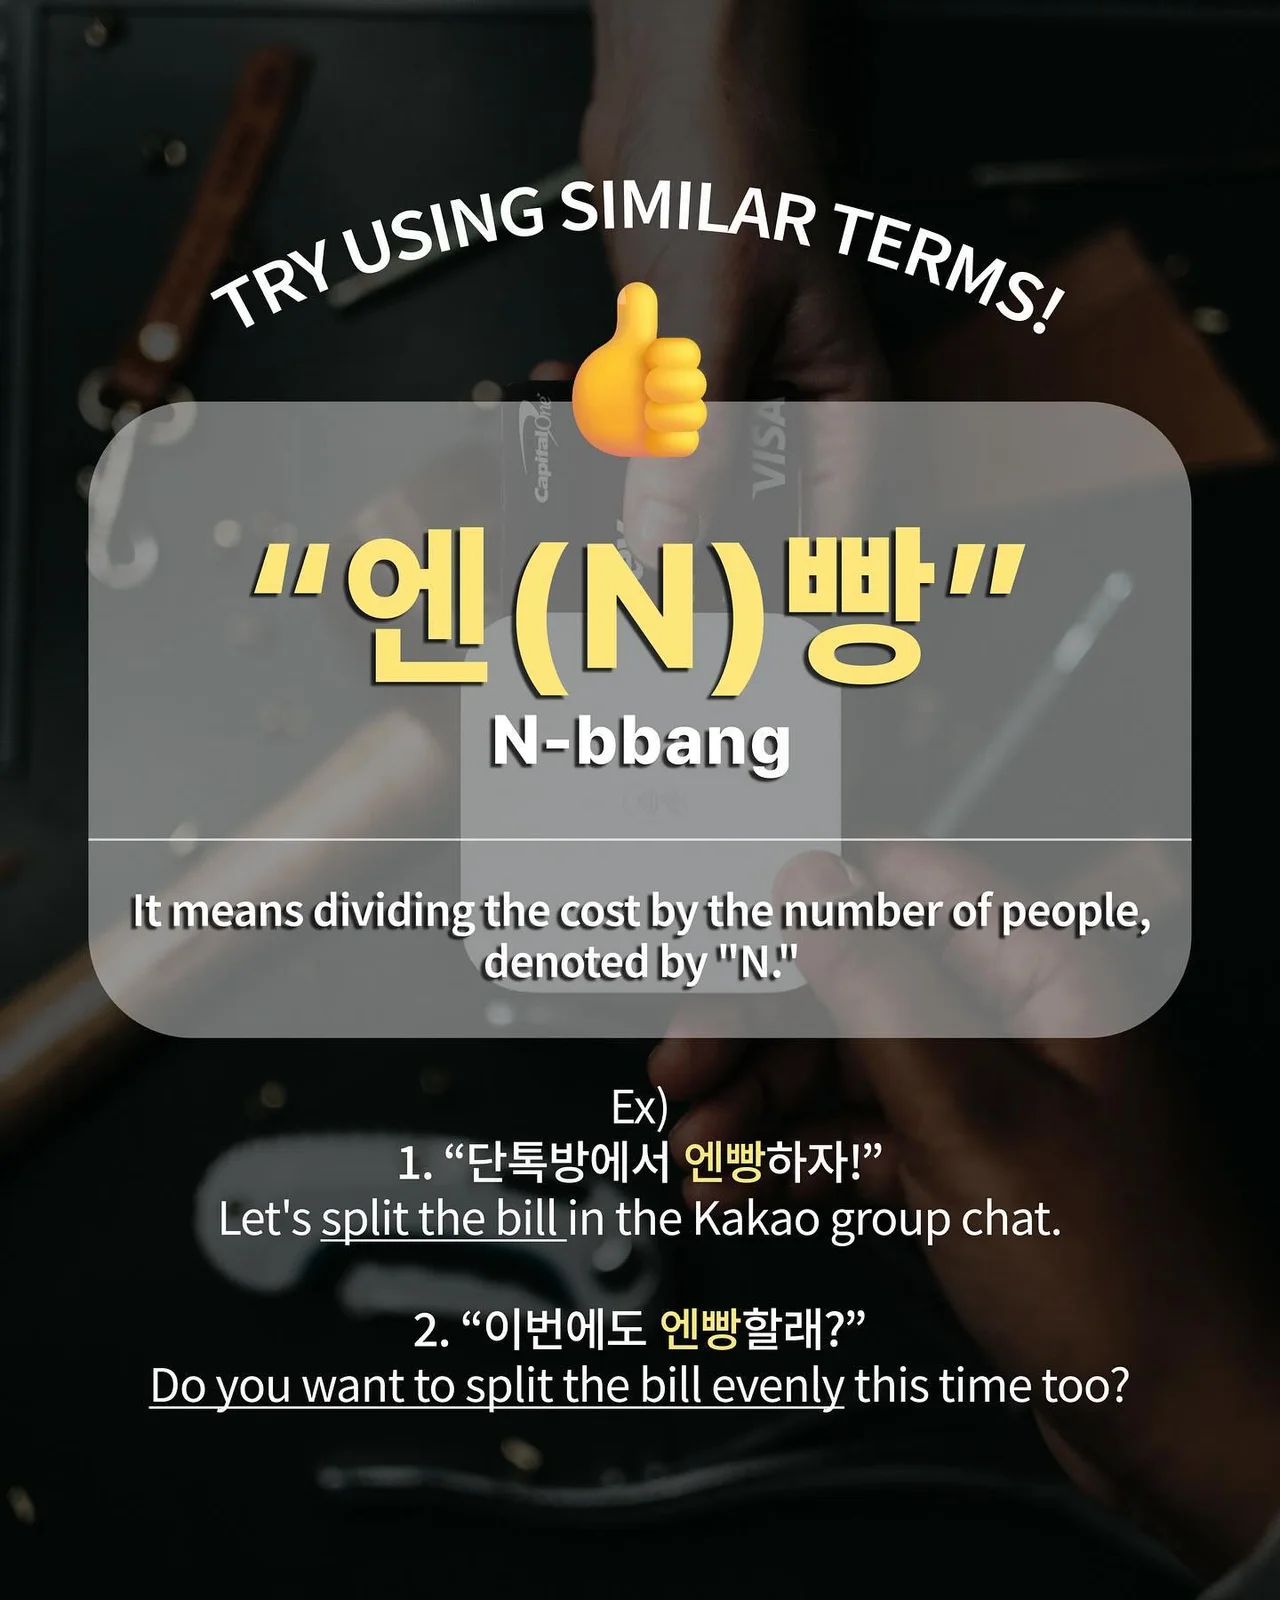 TRY USING SIMILAR TERMS!
CapitalOne
VISA
“엔(N)빵”
N-bbang
It means dividing the cost by the number of people,
denoted by "N."
Ex)
1. “단톡방에서 엔빵하자!”
Let's split the bill in the Kakao group chat.
2. “이번에도 엔빵할래?”
Do you want to split the bill evenly this time too?